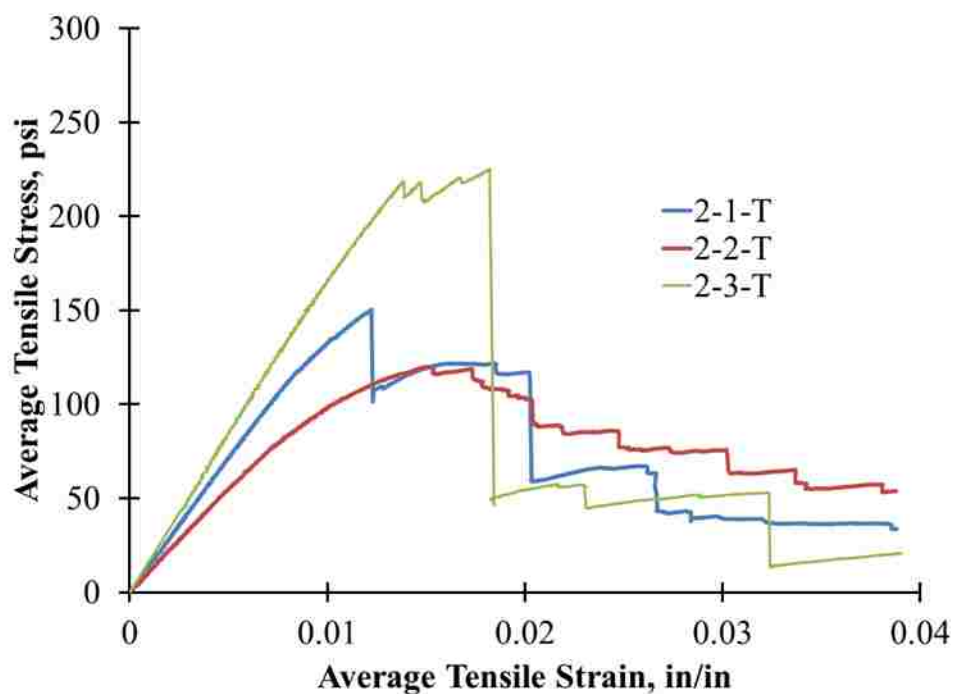 300
250
200
150
100
50
0
Average Tensile Stress, psi
2-1-T
2-2-T
2-3-T
0 0.01 0.02 0.03 0.04
Average Tensile Strain, in/in